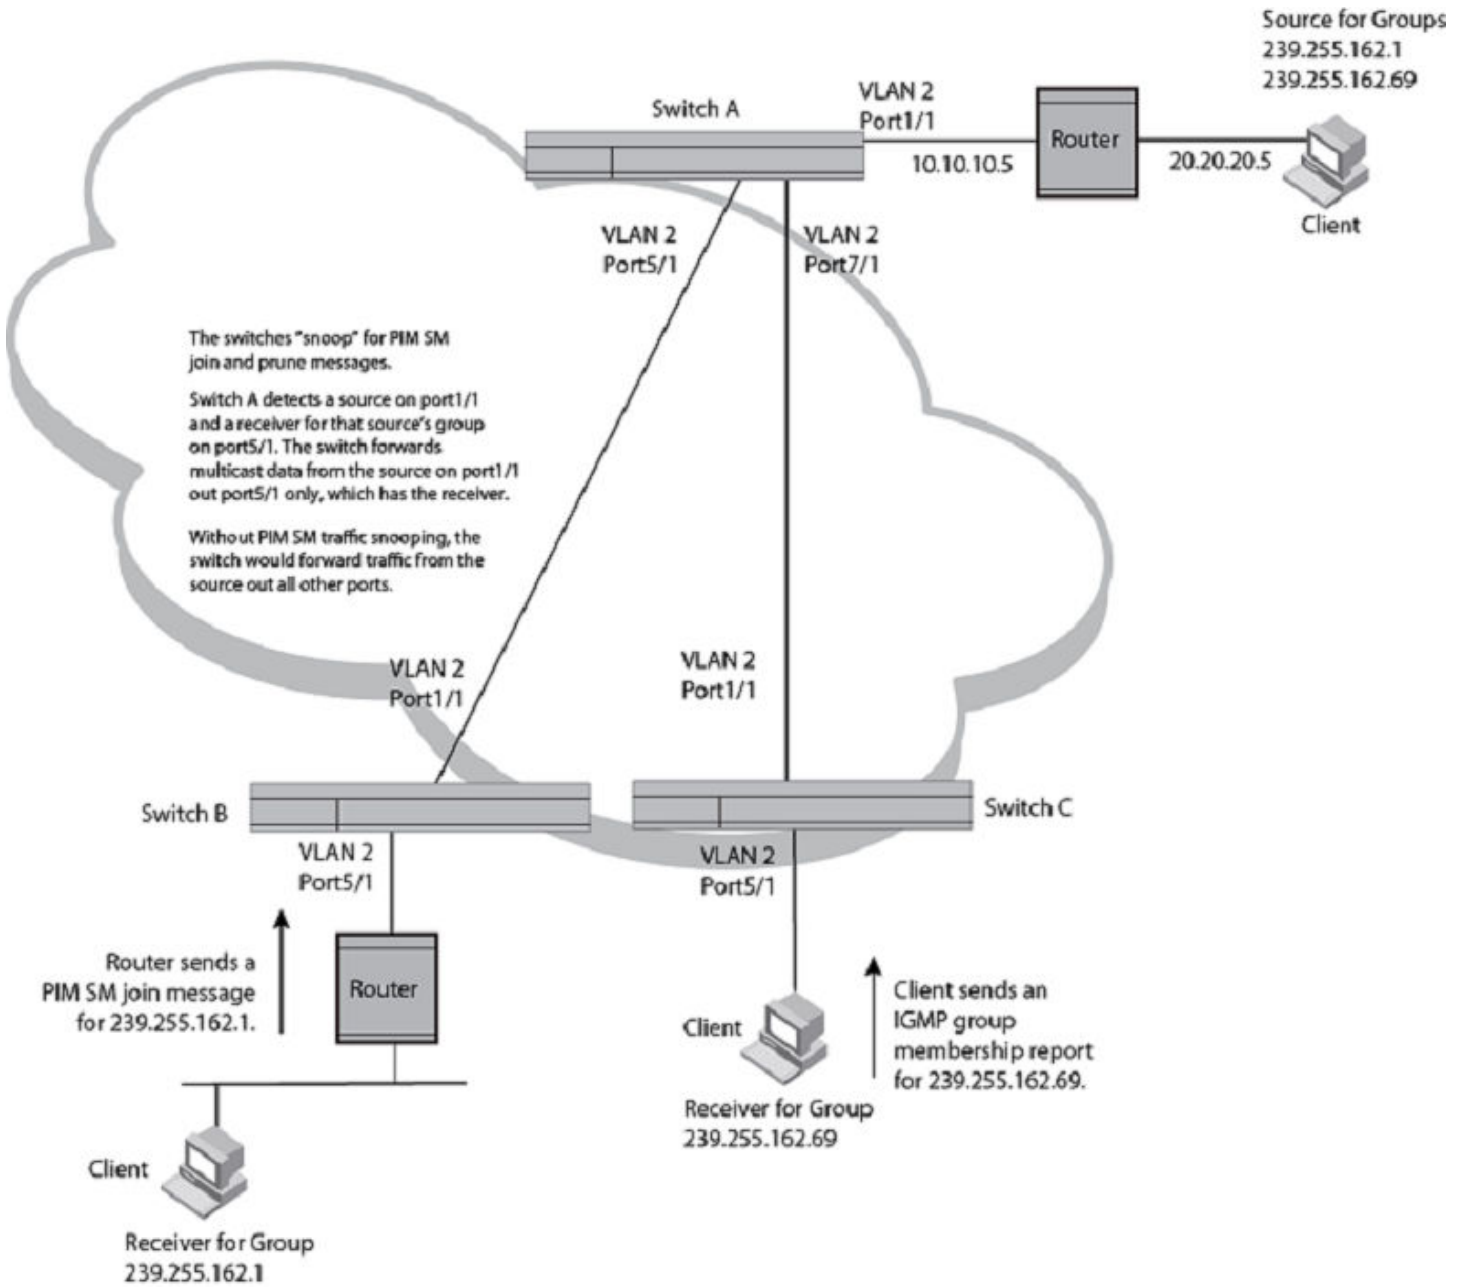 Source for Groups
239.255.162.1
239.255.162.69
Switch A
VLAN 2
Port1/1
Router
10.10.10.5
20.20.20.5
Client
VLAN 2
Port5/1
VLAN 2
Port7/1
The switches "snoop" for PIM SM
join and prune messages.
Switch A detects a source on port1/1
and a receiver for that source's group
on port5/1. The switch forwards
multicast data from the source on port1/1
out port5/1 only, which has the receiver.
Without PIM SM traffic snooping, the
switch would forward traffic from the
source out all other ports.
VLAN 2
Port1/1
VLAN 2
Port1/1
Switch B
Switch C
VLAN 2
Port5/1
VLAN 2
Port5/1
Router sends a
PIM SM join message
for 239.255.162.1.
Router
Client
Client sends an
IGMP group
membership report
for 239.255.162.69.
Receiver for Group
239.255.162.69
Client
Receiver for Group
239.255.162.1